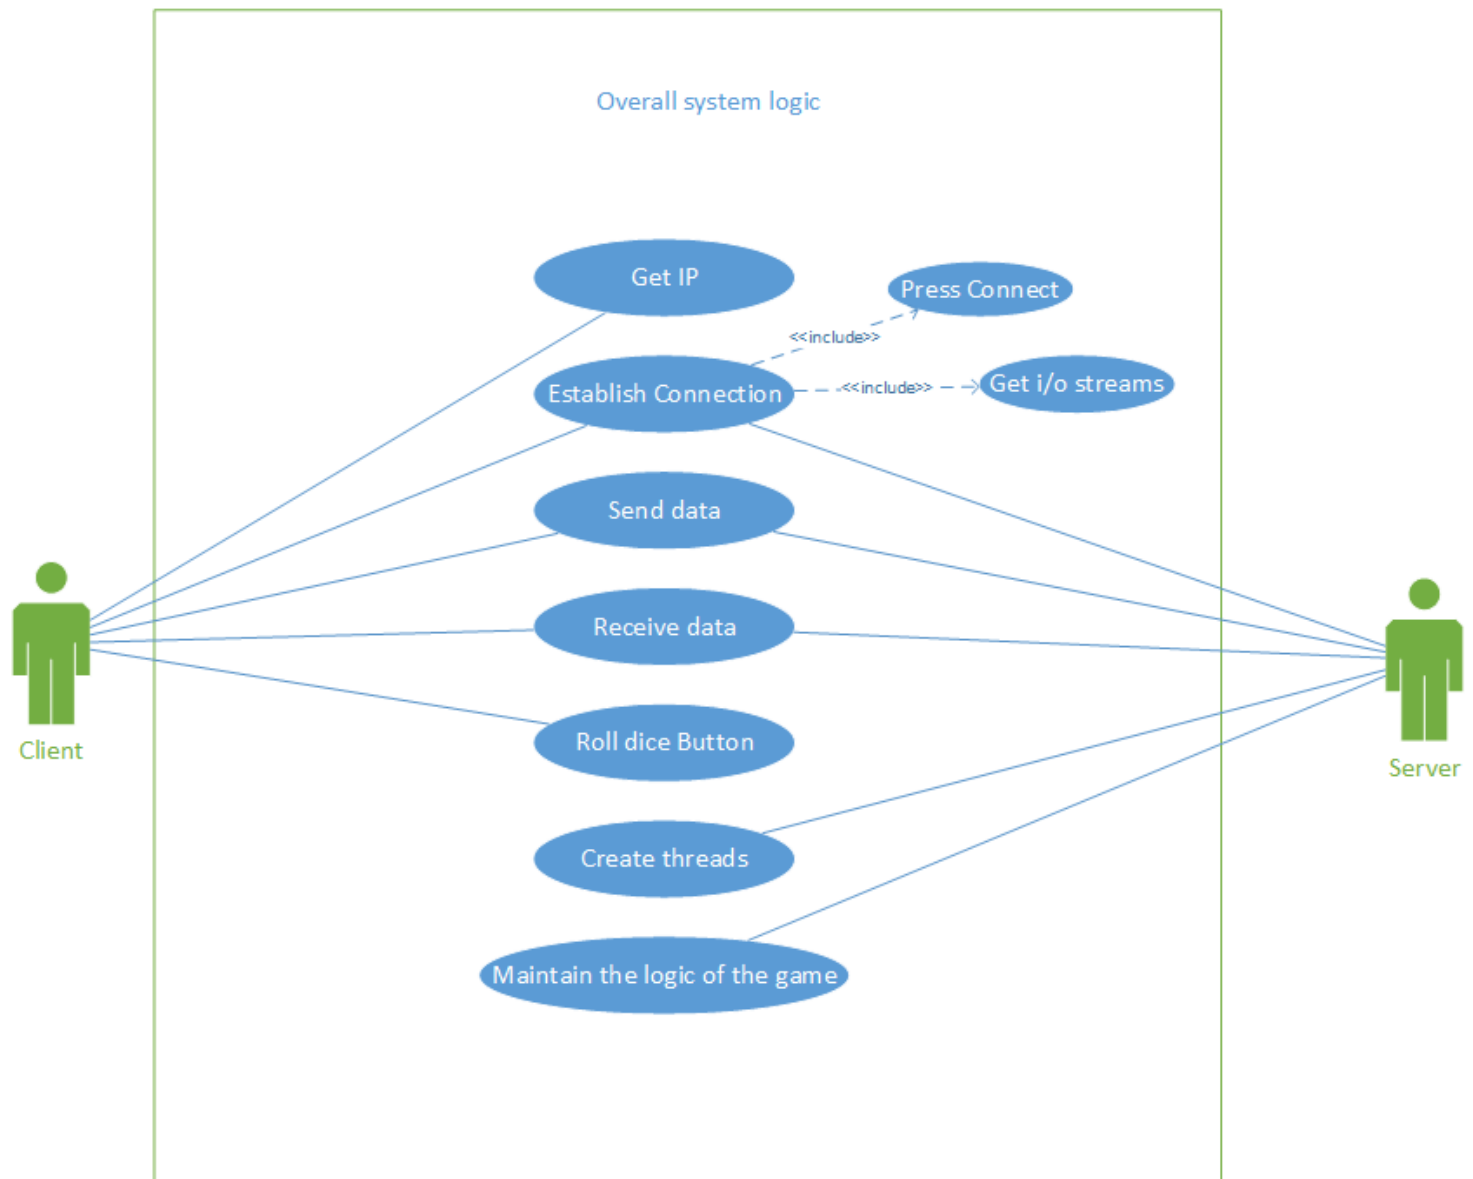 Overall system logic
Get IP
Press Connect
<<include>>
Establish Connection
<<include>>
Get i/o streams
Send data
Receive data
Roll dice Button
Client
Server
Create threads
Maintain the logic of the game